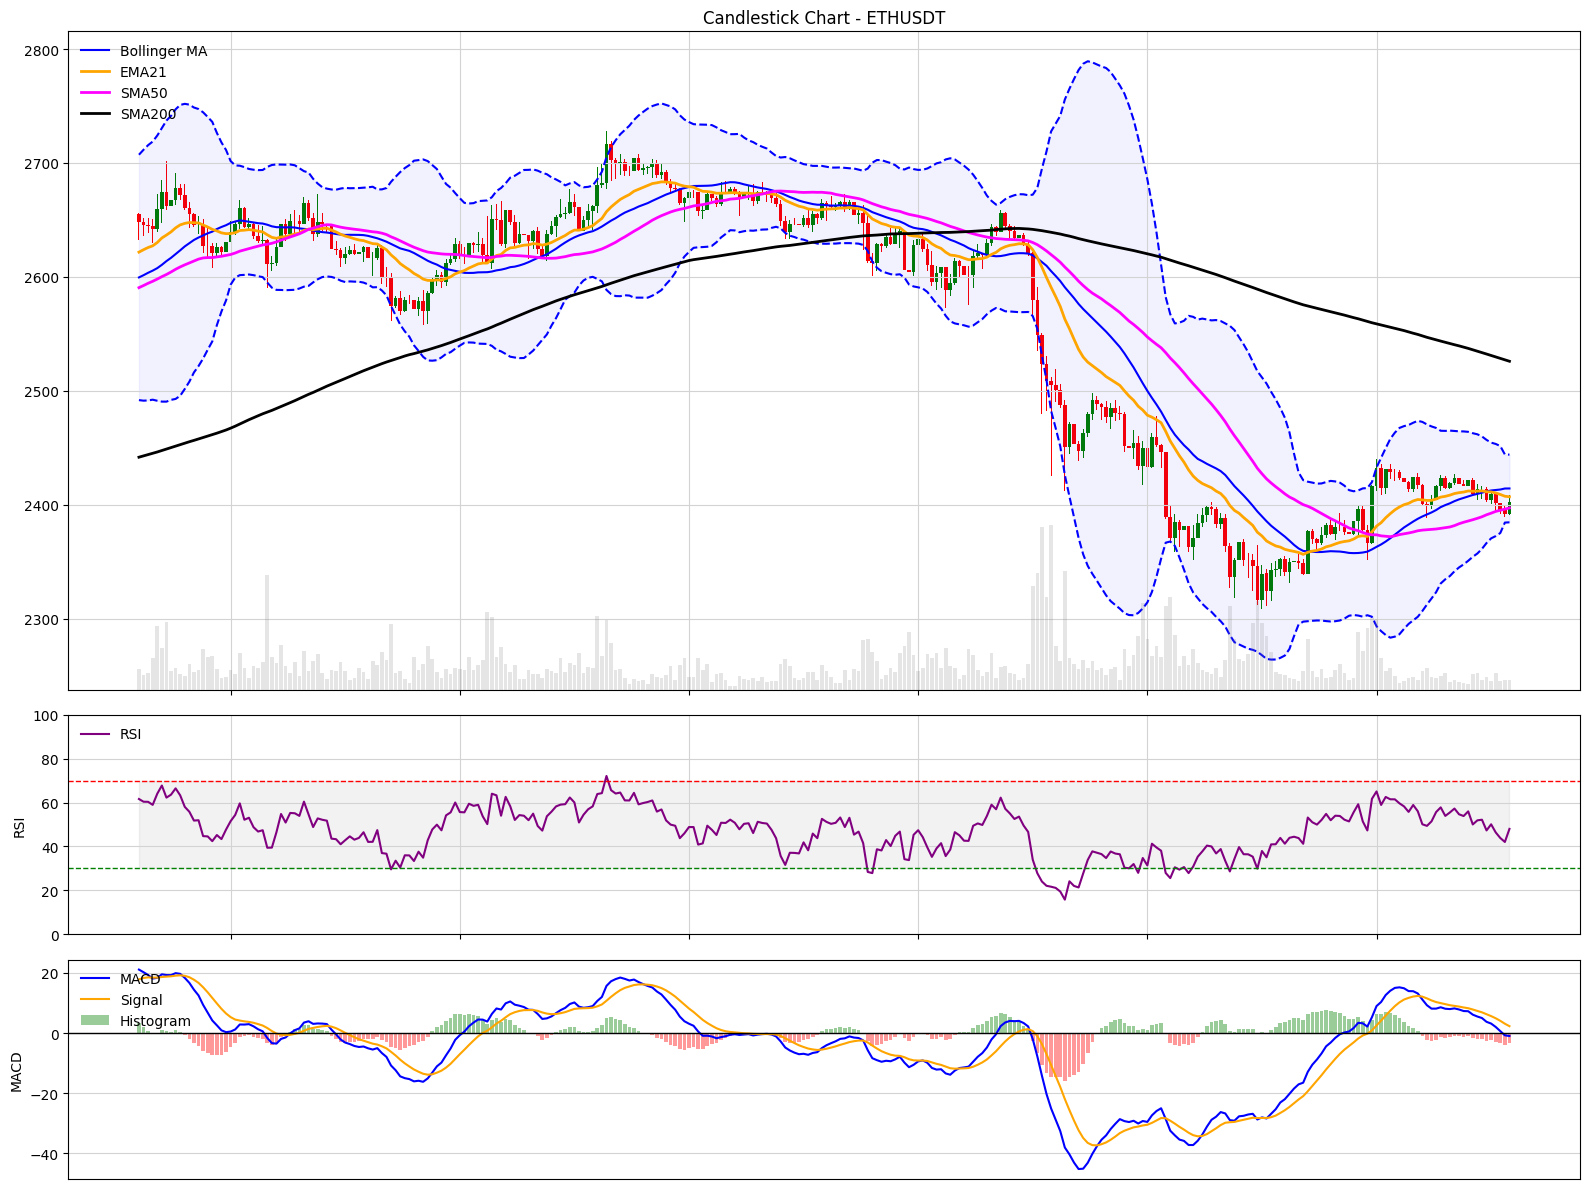 Candlestick Chart - ETHUSDT
Bollinger MA
EMA21
SMA50
SMA200
2800
2700
2600
2500
2400
2300
RSI
RSI
100
80
60
40
20
0
MACD
Signal
Histogram
MACD
20
0
−20
−40